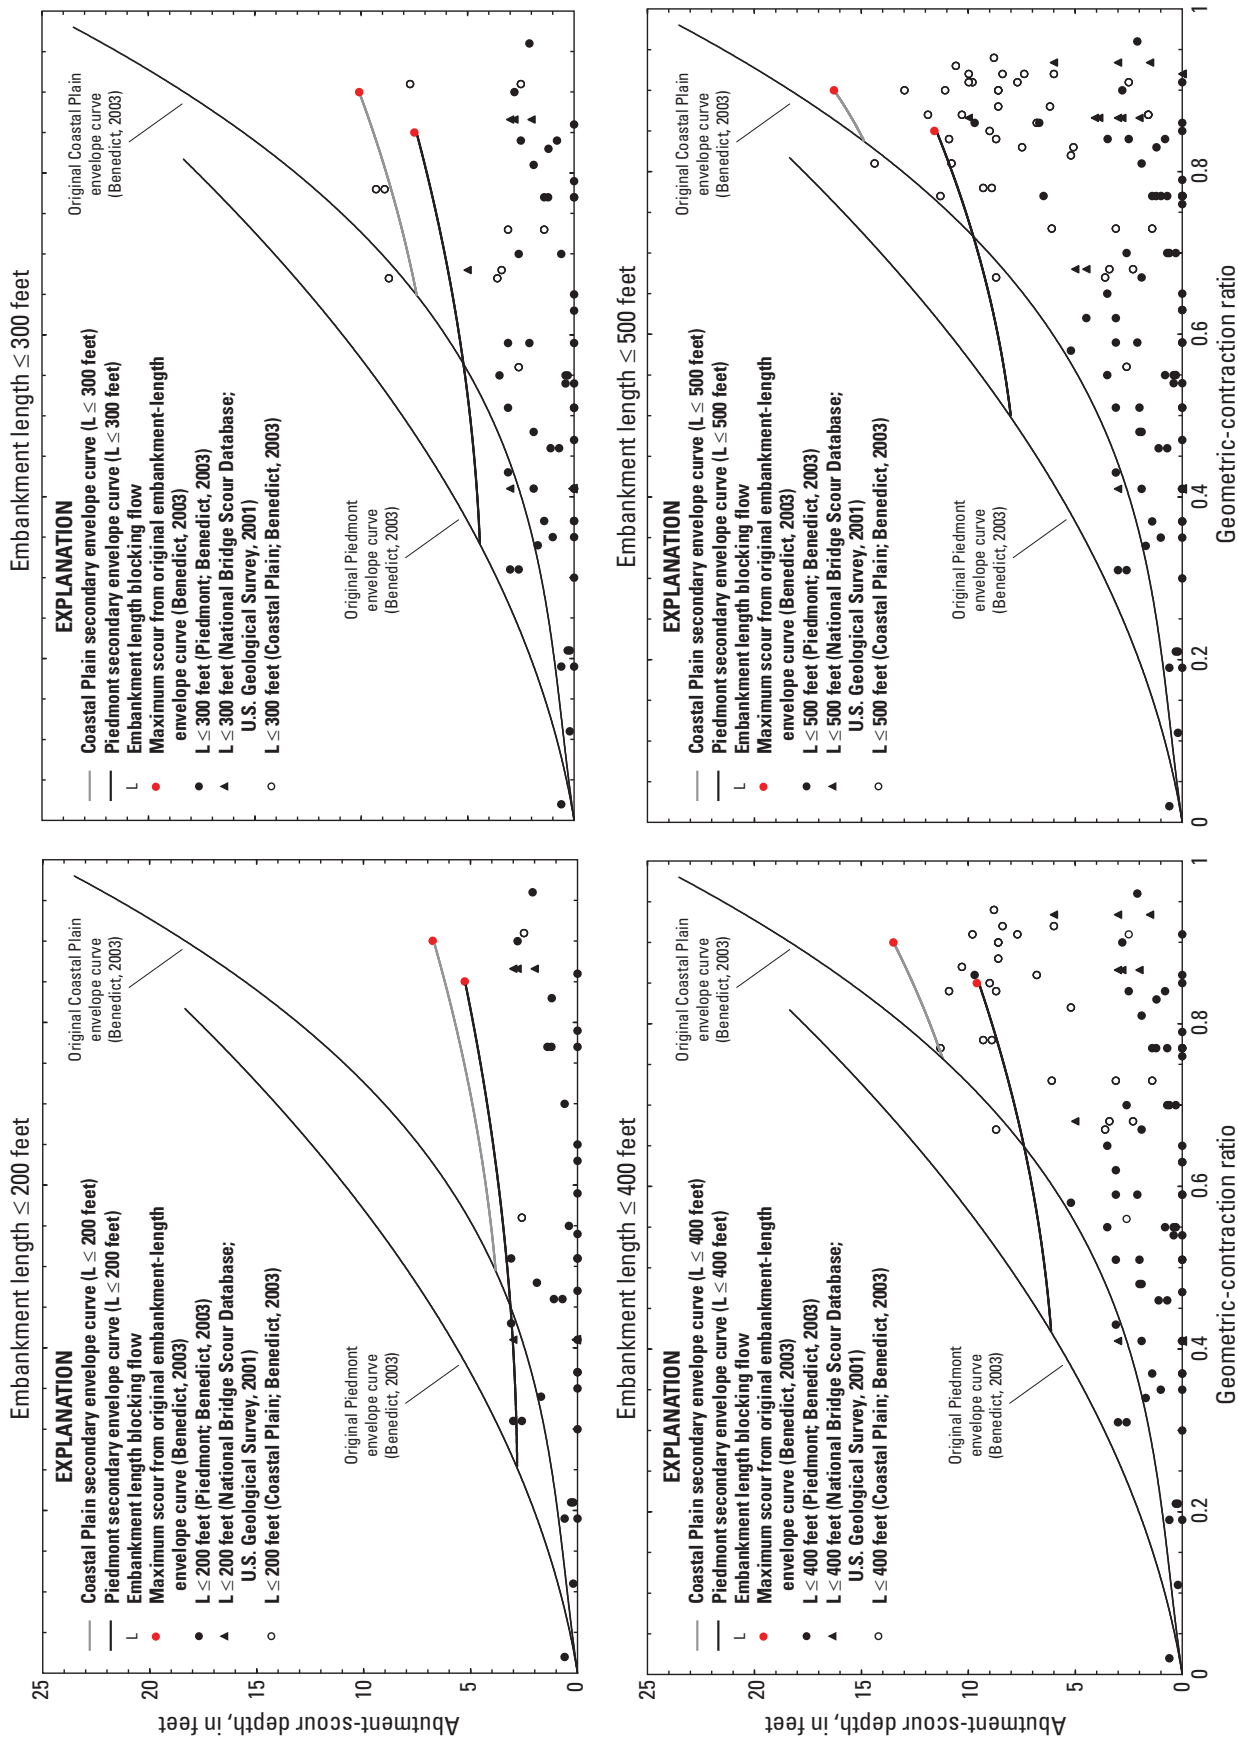 Embankment length ≤ 200 feet
EXPLANATION
Coastal Plain secondary envelope curve (L ≤ 200 feet)
Piedmont secondary envelope curve (L ≤ 200 feet)
L Embankment length blocking flow
Maximum scour from original embankment-length
envelope curve (Benedict, 2003)
L ≤ 200 feet (Piedmont; Benedict, 2003)
L ≤ 200 feet (National Bridge Scour Database;
U.S. Geological Survey, 2001)
L ≤ 200 feet (Coastal Plain; Benedict, 2003)
Original Piedmont
envelope curve
(Benedict, 2003)
Original Coastal Plain
envelope curve
(Benedict, 2003)
25
20
15
10
5
0
Abutment-scour depth, in feet
Embankment length ≤ 300 feet
EXPLANATION
Coastal Plain secondary envelope curve (L ≤ 300 feet)
Piedmont secondary envelope curve (L ≤ 300 feet)
L Embankment length blocking flow
Maximum scour from original embankment-length
envelope curve (Benedict, 2003)
L ≤ 300 feet (Piedmont; Benedict, 2003)
L ≤ 300 feet (National Bridge Scour Database;
U.S. Geological Survey, 2001)
L ≤ 300 feet (Coastal Plain; Benedict, 2003)
Original Piedmont
envelope curve
(Benedict, 2003)
Original Coastal Plain
envelope curve
(Benedict, 2003)
25
20
15
10
5
0
Embankment length ≤ 400 feet
EXPLANATION
Coastal Plain secondary envelope curve (L ≤ 400 feet)
Piedmont secondary envelope curve (L ≤ 400 feet)
L Embankment length blocking flow
Maximum scour from original embankment-length
envelope curve (Benedict, 2003)
L ≤ 400 feet (Piedmont; Benedict, 2003)
L ≤ 400 feet (National Bridge Scour Database;
U.S. Geological Survey, 2001)
L ≤ 400 feet (Coastal Plain; Benedict, 2003)
Original Piedmont
envelope curve
(Benedict, 2003)
Original Coastal Plain
envelope curve
(Benedict, 2003)
25
20
15
10
5
0
Abutment-scour depth, in feet
0 0.2 0.4 0.6 0.8 1
Geometric-contraction ratio
Embankment length ≤ 500 feet
EXPLANATION
Coastal Plain secondary envelope curve (L ≤ 500 feet)
Piedmont secondary envelope curve (L ≤ 500 feet)
L Embankment length blocking flow
Maximum scour from original embankment-length
envelope curve (Benedict, 2003)
L ≤ 500 feet (Piedmont; Benedict, 2003)
L ≤ 500 feet (National Bridge Scour Database;
U.S. Geological Survey, 2001)
L ≤ 500 feet (Coastal Plain; Benedict, 2003)
Original Piedmont
envelope curve
(Benedict, 2003)
Original Coastal Plain
envelope curve
(Benedict, 2003)
25
20
15
10
5
0
0 0.2 0.4 0.6 0.8 1
Geometric-contraction ratio